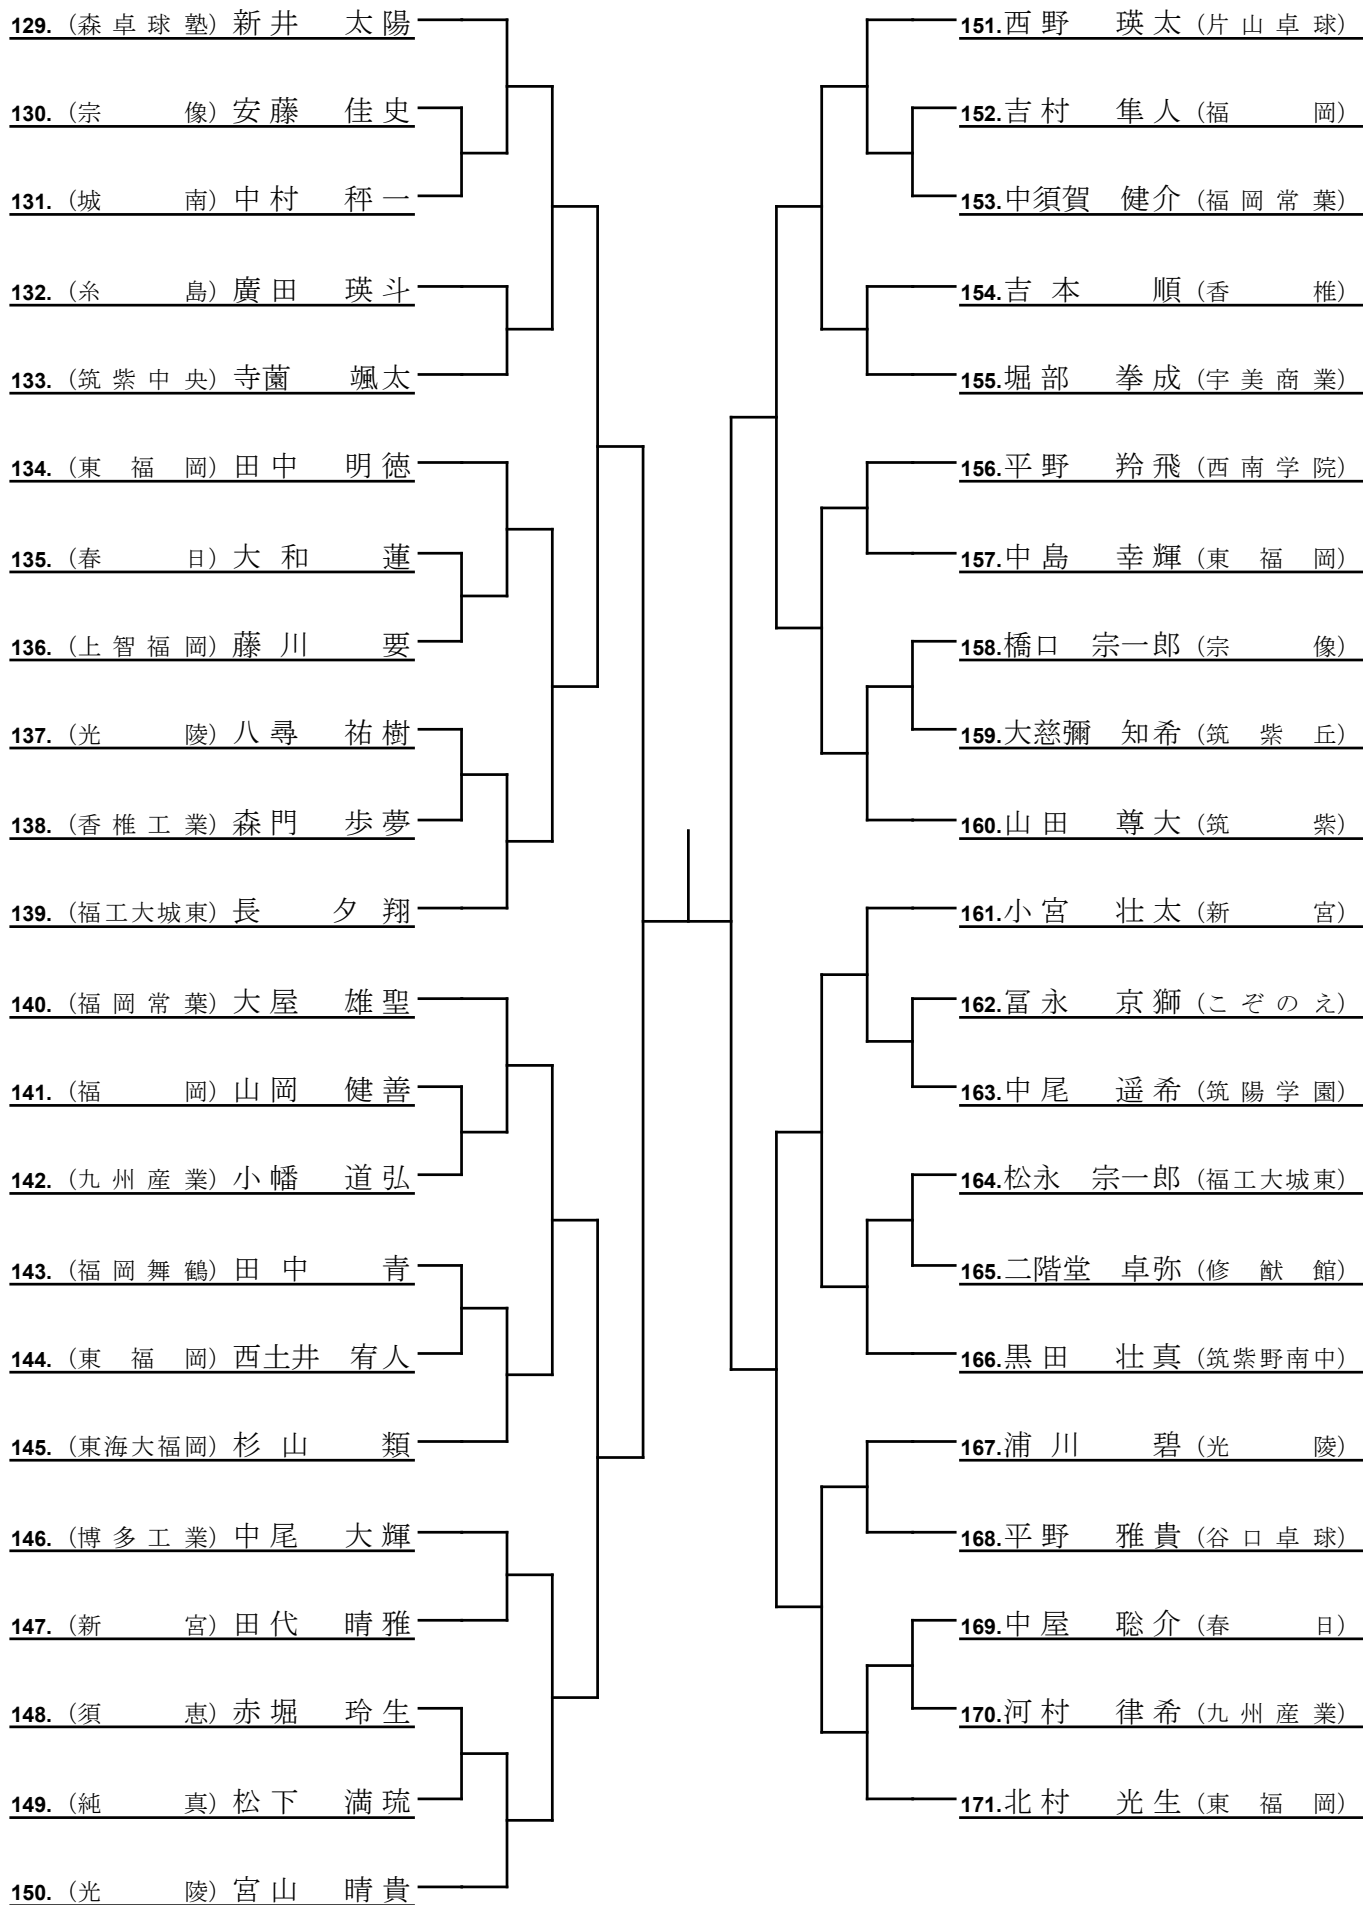 129. (森卓球塾) 新井 太陽
130. (宗像) 安藤 佳史
131. (城南) 中村 秤一
132. (糸島) 廣田 瑛斗
133. (筑紫中央) 寺薗 颯太
134. (東福岡) 田中 明徳
135. (春日) 大和 蓮
136. (上智福岡) 藤川 要
137. (光陵) 八尋 祐樹
138. (香椎工業) 森門 歩夢
139. (福工大城東) 長 夕翔
140. (福岡常葉) 大屋 雄聖
141. (福岡) 山岡 健善
142. (九州産業) 小幡 道弘
143. (福岡舞鶴) 田中 青
144. (東福岡) 西土井 宥人
145. (東海大福岡) 杉山 類
146. (博多工業) 中尾 大輝
147. (新宮) 田代 晴雅
148. (須恵) 赤堀 玲生
149. (純真) 松下 満琉
150. (光陵) 宮山 晴貴
151. 西野 瑛太 (片山卓球)
152. 吉村 隼人 (福岡)
153. 中須賀 健介 (福岡常葉)
154. 吉本 順 (香椎)
155. 堀部 拳成 (宇美商業)
156. 平野 羚飛 (西南学院)
157. 中島 幸輝 (東福岡)
158. 橋口 宗一郎 (宗像)
159. 大慈彌 知希 (筑紫丘)
160. 山田 尊大 (筑紫)
161. 小宮 壮太 (新宮)
162. 冨永 京獅 (こぞのえ)
163. 中尾 遥希 (筑陽学園)
164. 松永 宗一郎 (福工大城東)
165. 二階堂 卓弥 (修猷館)
166. 黒田 壮真 (筑紫野南中)
167. 浦川 碧 (光陵)
168. 平野 雅貴 (谷口卓球)
169. 中屋 聡介 (春日)
170. 河村 律希 (九州産業)
171. 北村 光生 (東福岡)